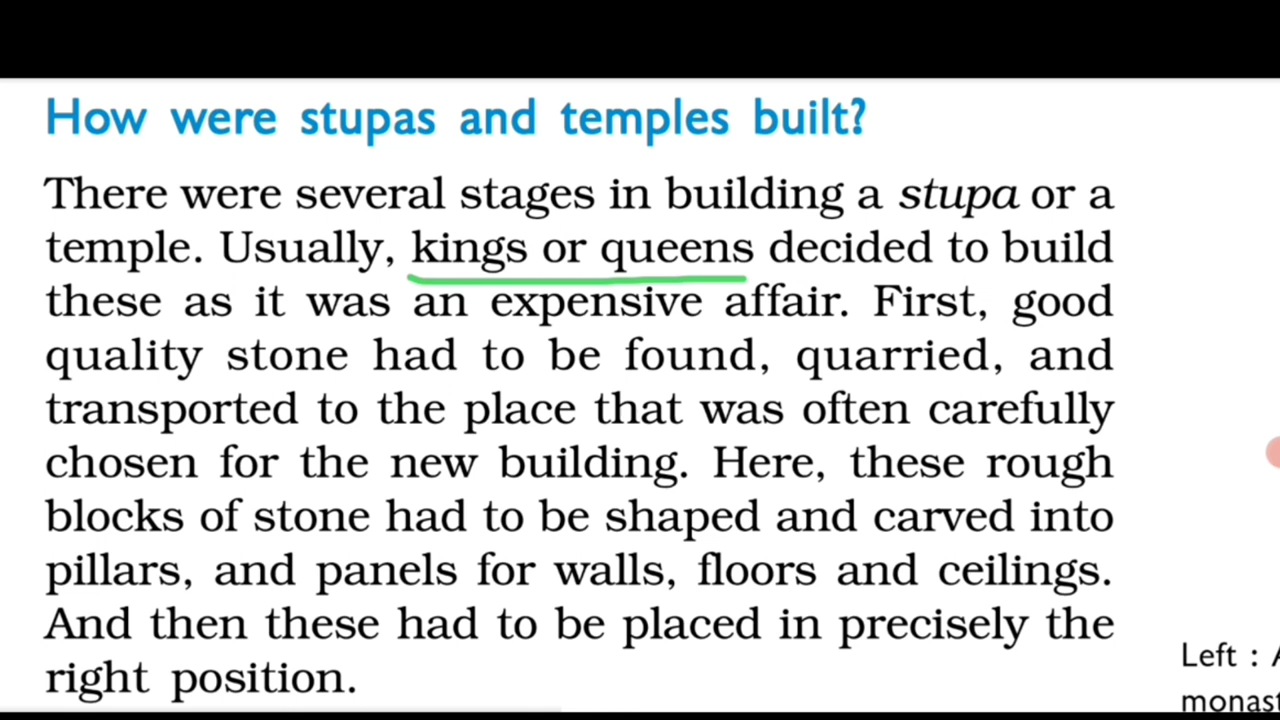 How were stupas and temples built?
There were several stages in building a stupa or a
temple. Usually, kings or queens decided to build
these as it was an expensive affair. First, good
quality stone had to be found, quarried, and
transported to the place that was often carefully
chosen for the new building. Here, these rough
blocks of stone had to be shaped and carved into
pillars, and panels for walls, floors and ceilings.
And then these had to be placed in precisely the
right position.
Left : A
monast